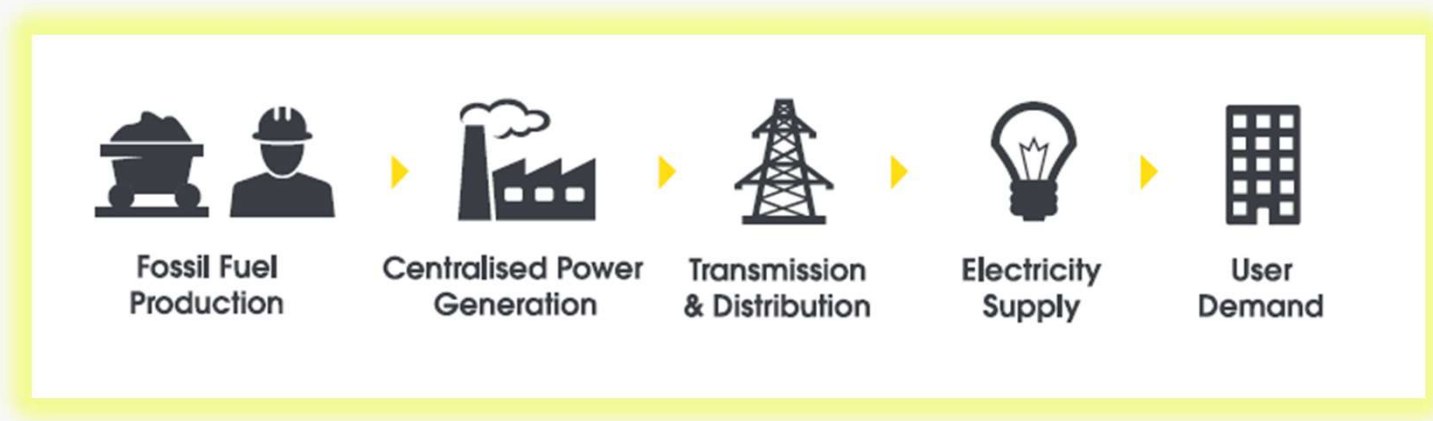 Fossil Fuel
Production
Centralised Power
Generation
Transmission
& Distribution
Electricity
Supply
User
Demand